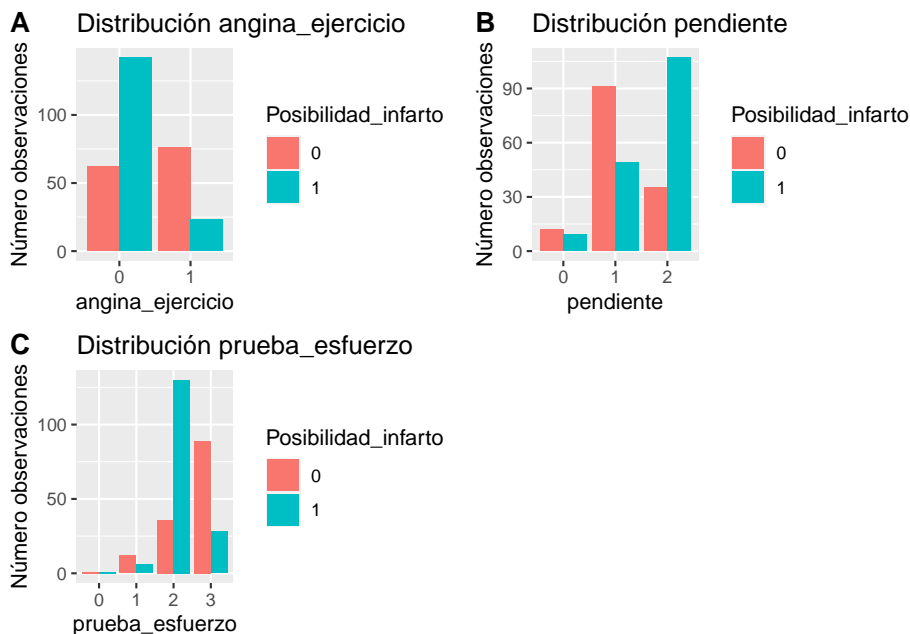 A
Distribución angina_ejercicio
Número observaciones
100
50
0
0 1
angina_ejercicio
Posibilidad_infarto
0
1
B
Distribución pendiente
Número observaciones
90
60
30
0
0 1 2
pendiente
Posibilidad_infarto
0
1
C
Distribución prueba_esfuerzo
Número observaciones
100
50
0
0 1 2 3
prueba_esfuerzo
Posibilidad_infarto
0
1